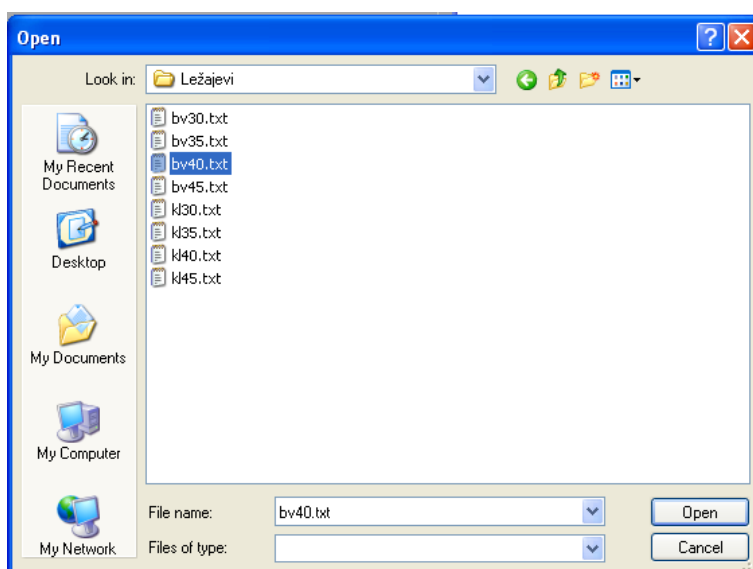 Open
Look in: Ležajevi
My Recent
Documents
Desktop
My Documents
My Computer
My Network
bv30.txt
bv35.txt
bv40.txt
bv45.txt
kl30.txt
kl35.txt
kl40.txt
kl45.txt
File name: bv40.txt Open
Files of type: Cancel